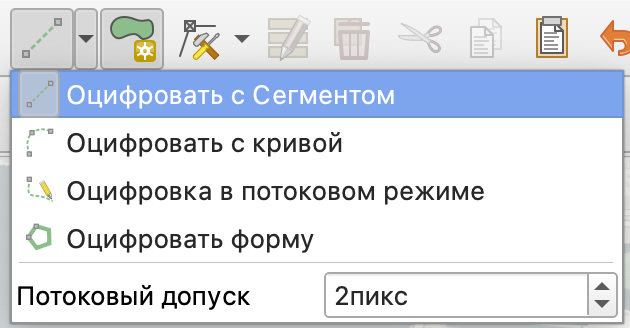 Оцифровать с Сегментом
Оцифровать с кривой
Оцифровка в потоковом режиме
Оцифровать форму
Потоковый допуск 2пикс